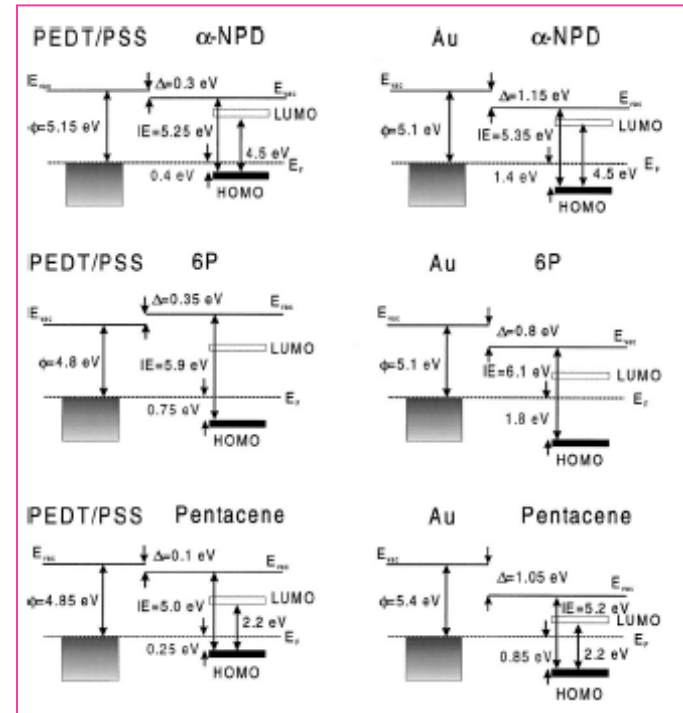 PEDT/PSS α-NPD
E_vac
Δ=0.3 eV
E_vac
LUMO
ϕ=5.15 eV
IE=5.25 eV
4.5 eV
E_F
0.4 eV
HOMO
Au α-NPD
E_vac
Δ=1.15 eV
E_vac
LUMO
ϕ=5.1 eV
IE=5.35 eV
E_F
1.4 eV
4.5 eV
HOMO
PEDT/PSS 6P
E_vac
Δ=0.35 eV
E_vac
LUMO
ϕ=4.8 eV
IE=5.9 eV
E_F
0.75 eV
HOMO
Au 6P
E_vac
Δ=0.8 eV
E_vac
LUMO
ϕ=5.1 eV
IE=6.1 eV
E_F
1.8 eV
HOMO
PEDT/PSS Pentacene
E_vac
Δ=0.1 eV
E_vac
LUMO
ϕ=4.85 eV
IE=5.0 eV
2.2 eV
E_F
0.25 eV
HOMO
Au Pentacene
E_vac
Δ=1.05 eV
E_vac
ϕ=5.4 eV
IE=5.2 eV
LUMO
E_F
0.85 eV
2.2 eV
HOMO